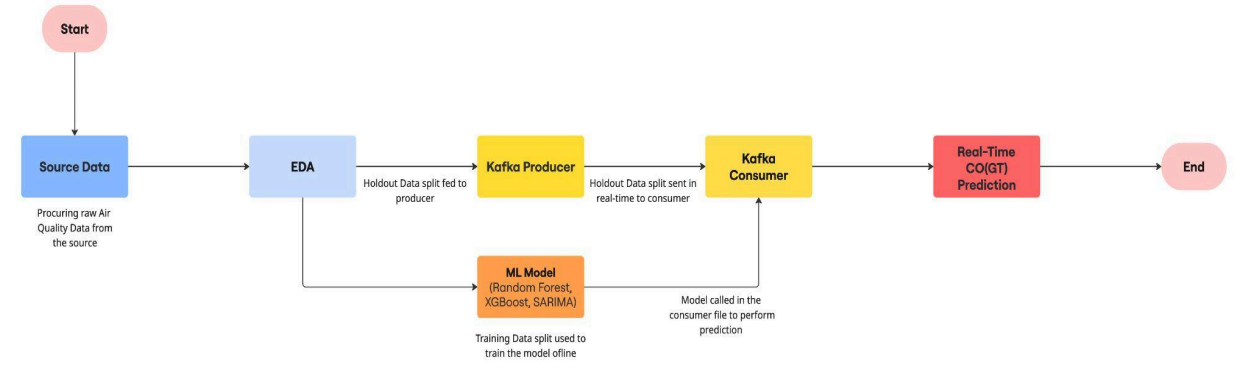 Start
Source Data
Procuring raw Air
Quality Data from
the source
EDA
Holdout Data split fed to
producer
Kafka Producer
Holdout Data split sent in
real-time to consumer
Kafka
Consumer
Real-Time
CO(GT)
Prediction
End
ML Model
(Random Forest,
XGBoost, SARIMA)
Training Data split used to
train the model ofline
Model called in the
consumer file to perform
prediction